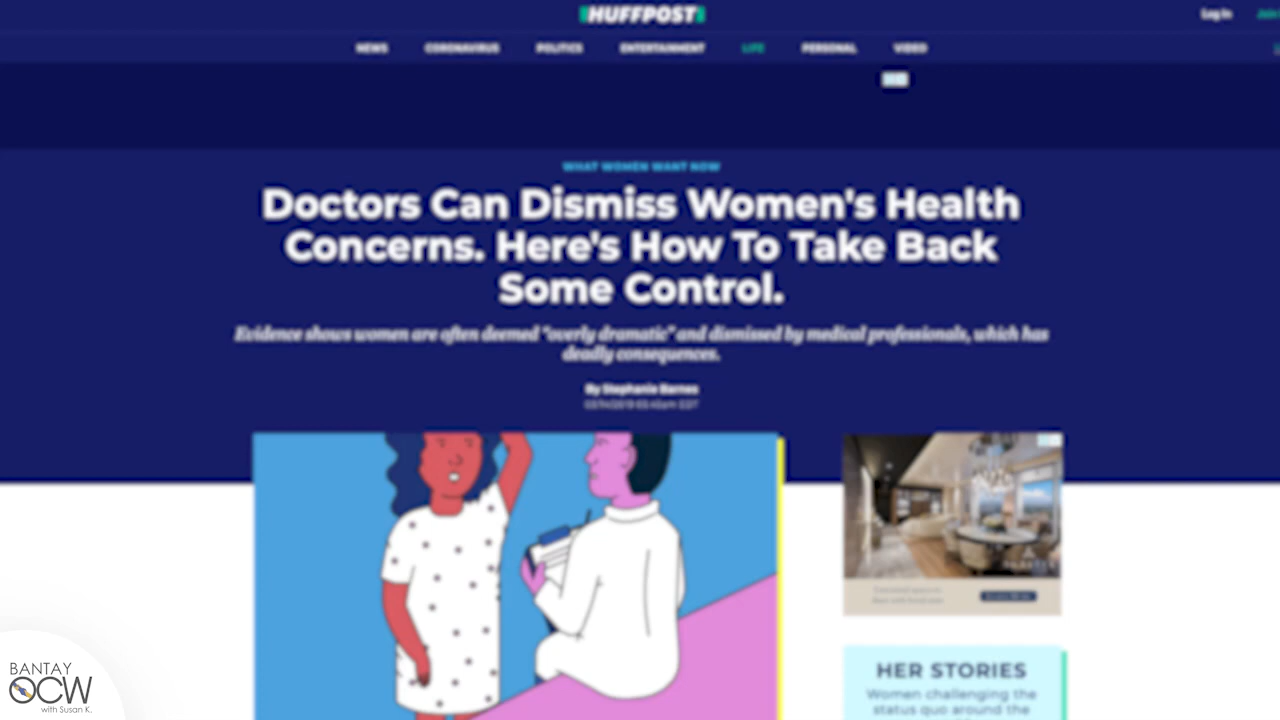 HUFFPOST
Log In
NEWS CORONAVIRUS POLITICS ENTERTAINMENT LIFE PERSONAL VIDEO
WHAT WOMEN WANT NOW
Doctors Can Dismiss Women's Health
Concerns. Here's How To Take Back
Some Control.
Evidence shows women are often deemed "overly dramatic" and dismissed by medical professionals, which has
deadly consequences.
By Stephanie Barnes
HER STORIES
Women challenging the
status quo around the
BANTAY
OCW
with Susan K.